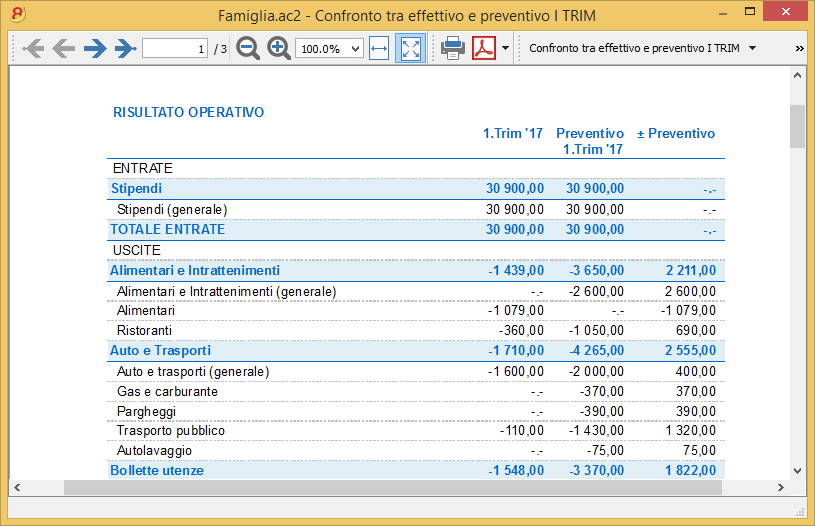 Famiglia.ac2 - Confronto tra effettivo e preventivo I TRIM
1 / 3 100.0% Confronto tra effettivo e preventivo I TRIM »
RISULTATO OPERATIVO
1.Trim '17 Preventivo ± Preventivo
1.Trim '17
ENTRATE
Stipendi 30 900,00 30 900,00 -.-
Stipendi (generale) 30 900,00 30 900,00 -.-
TOTALE ENTRATE 30 900,00 30 900,00 -.-
USCITE
Alimentari e Intrattenimenti -1 439,00 -3 650,00 2 211,00
Alimentari e Intrattenimenti (generale) -.- -2 600,00 2 600,00
Alimentari -1 079,00 -.- -1 079,00
Ristoranti -360,00 -1 050,00 690,00
Auto e Trasporti -1 710,00 -4 265,00 2 555,00
Auto e trasporti (generale) -1 600,00 -2 000,00 400,00
Gas e carburante -.- -370,00 370,00
Pargheggi -.- -390,00 390,00
Trasporto pubblico -110,00 -1 430,00 1 320,00
Autolavaggio -.- -75,00 75,00
Bollette utenze -1 548,00 -3 370,00 1 822,00